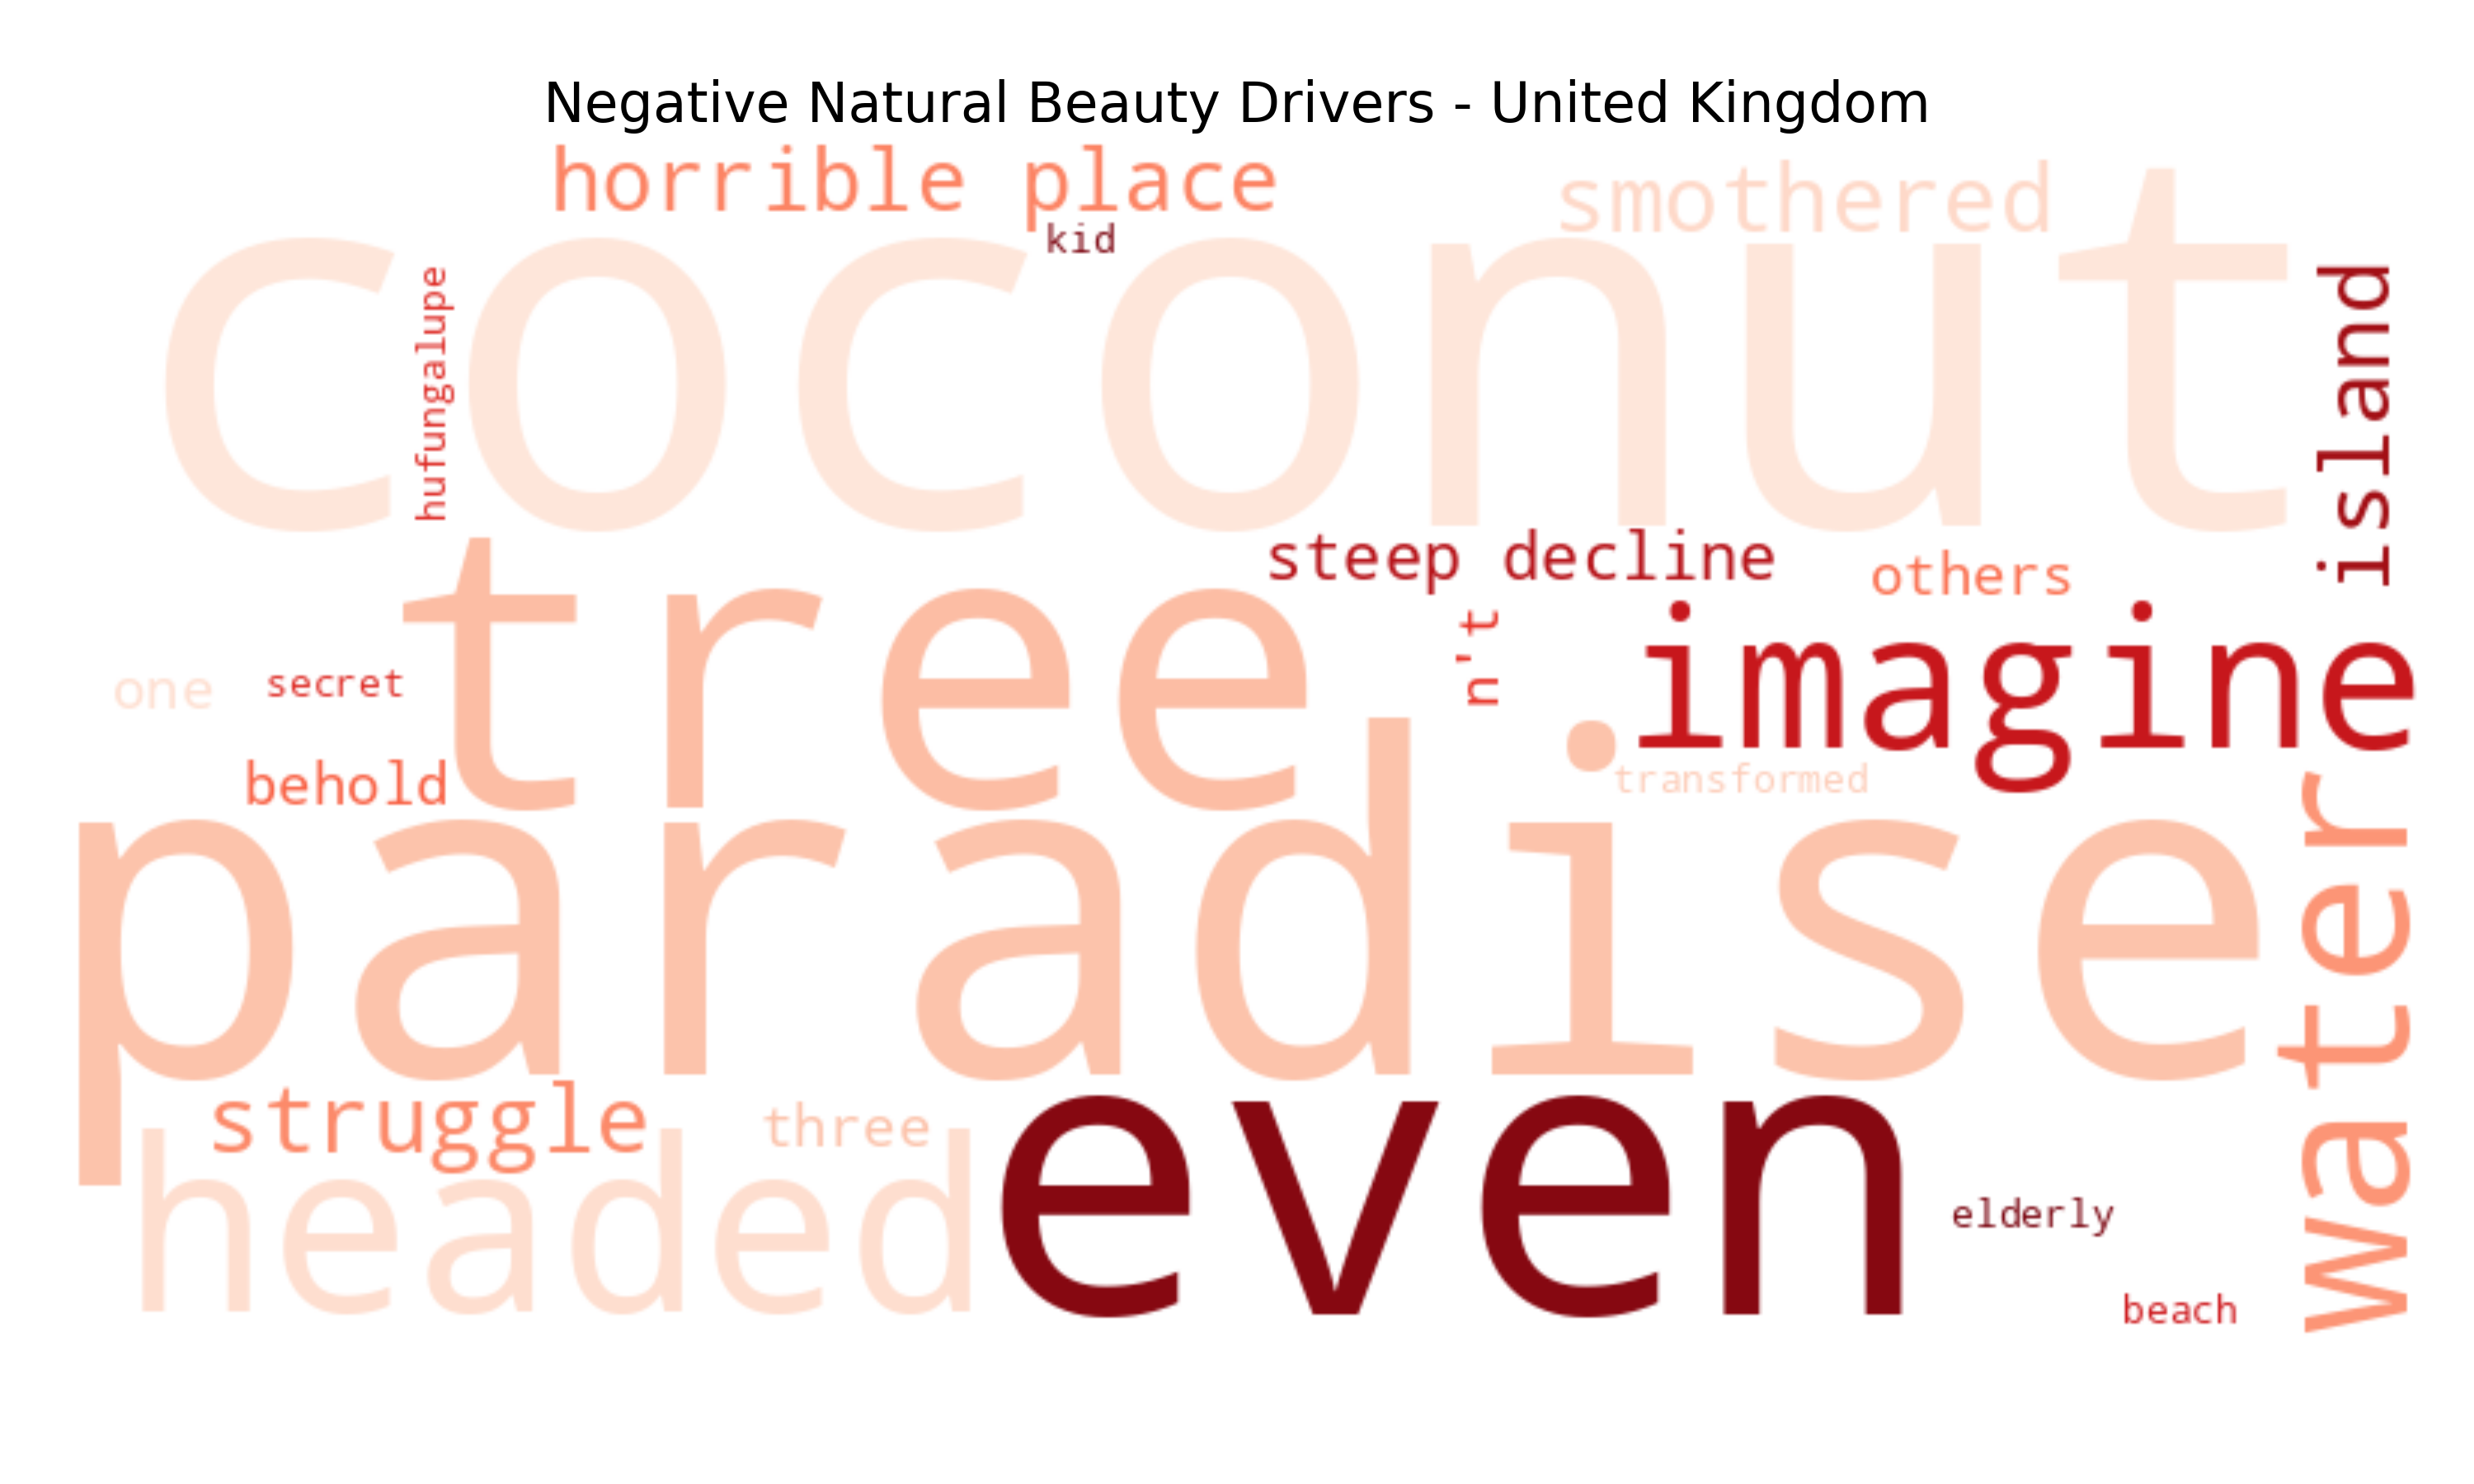 Negative Natural Beauty Drivers - United Kingdom
horrible place
smothered
kid
coconut
hufungalupe
island
steep decline
others
tree
n't
imagine
one
secret
behold
transformed
paradise
water
struggle
three
headed
even
elderly
beach